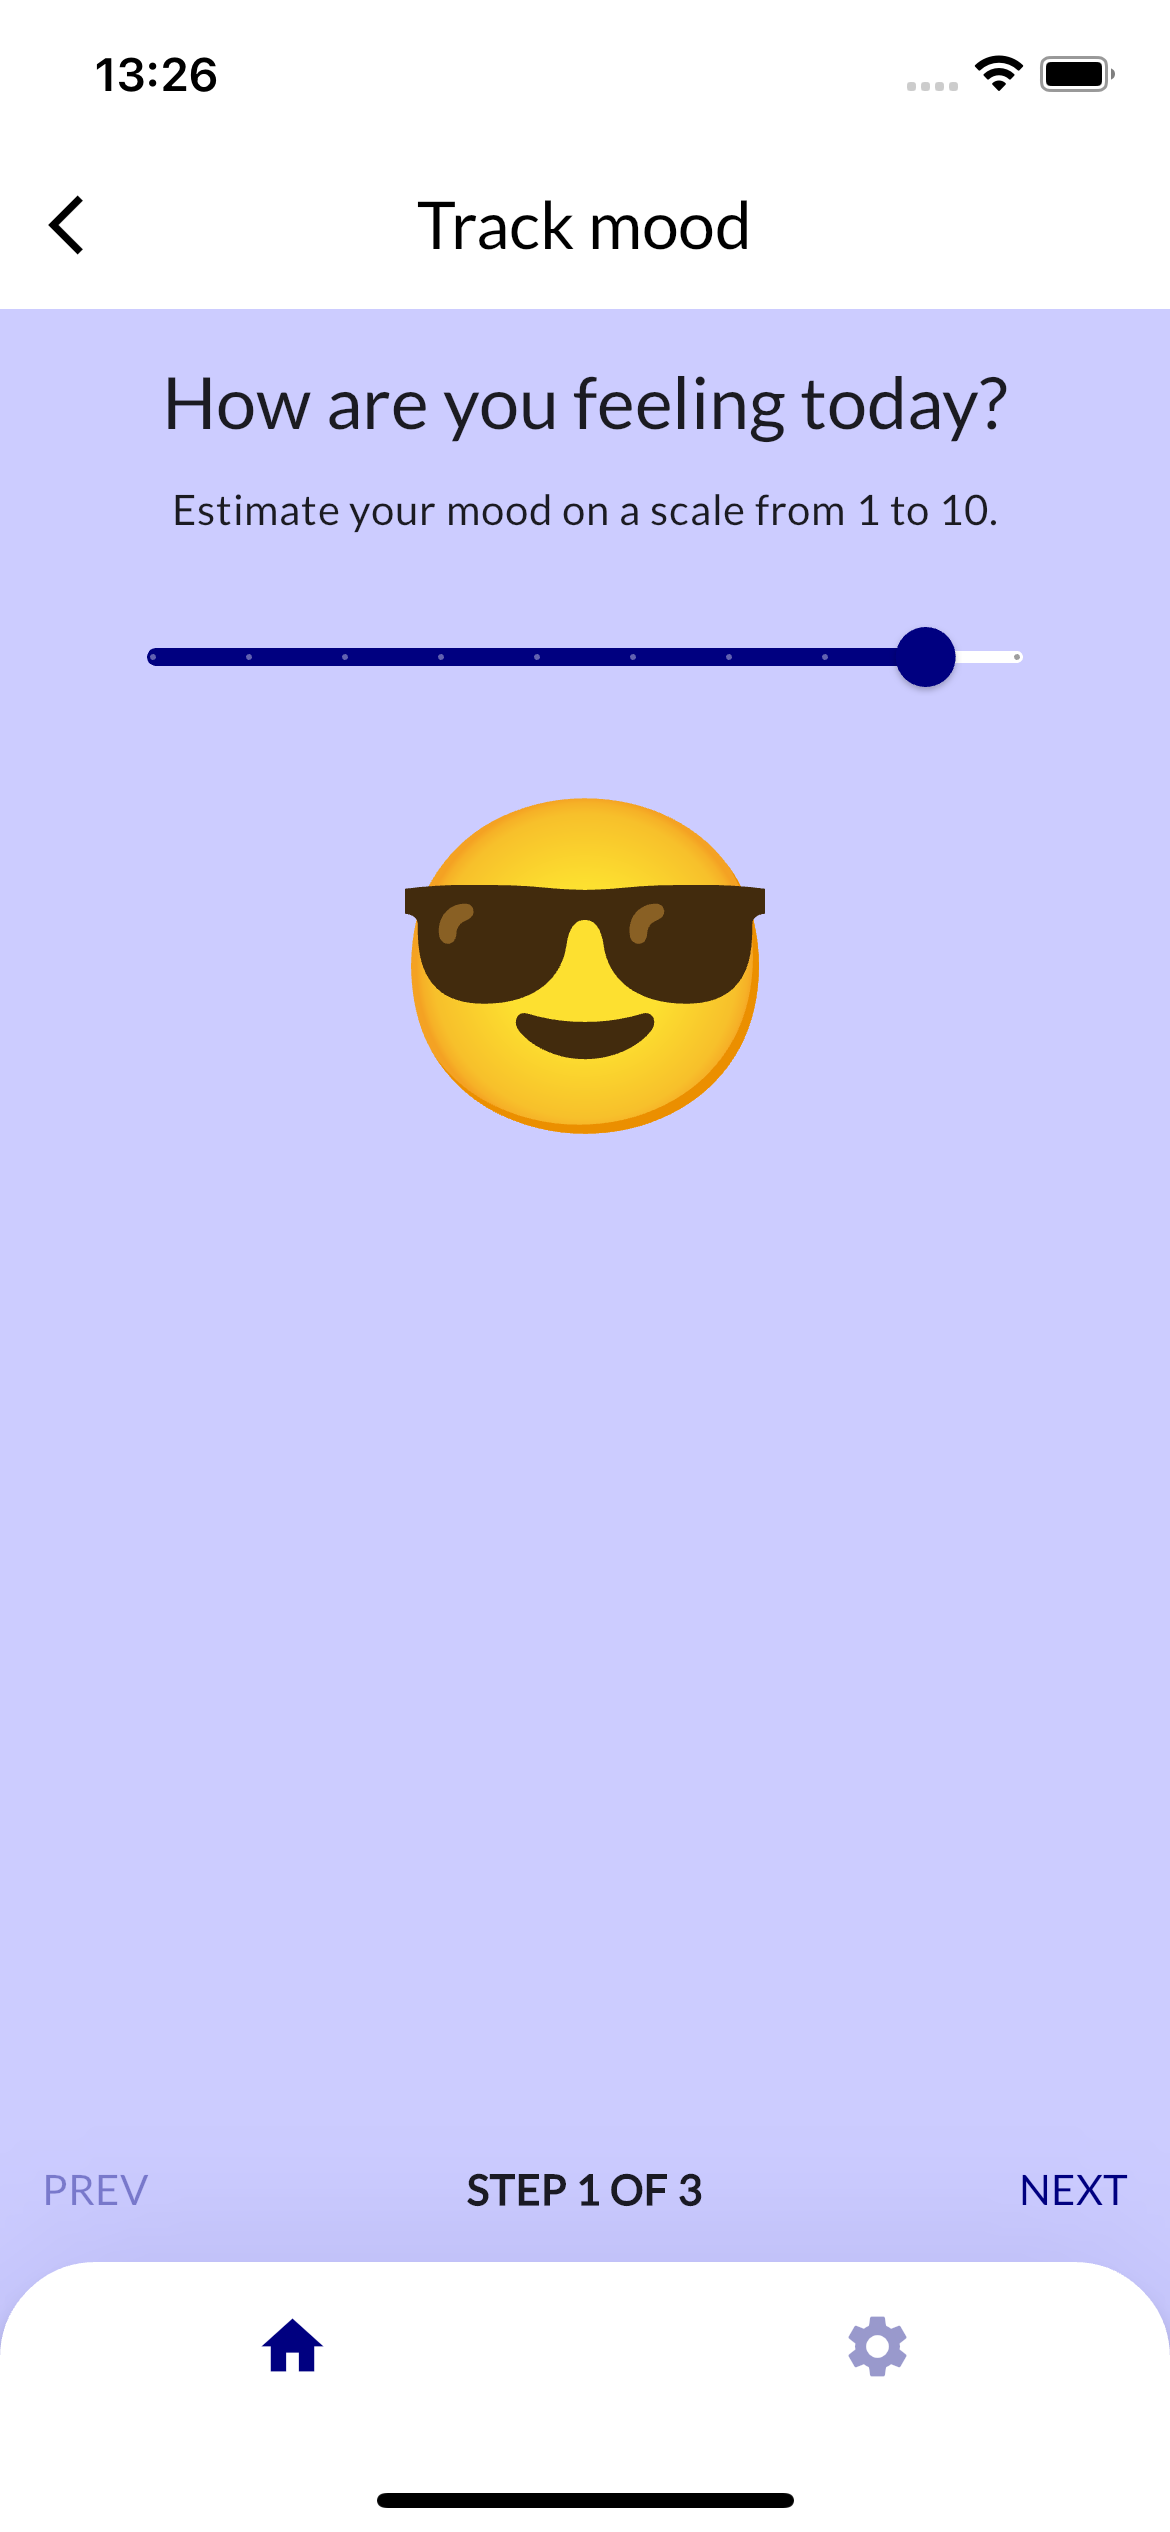 13:26
Track mood
How are you feeling today?
Estimate your mood on a scale from 1 to 10.
PREV
STEP 1 OF 3
NEXT